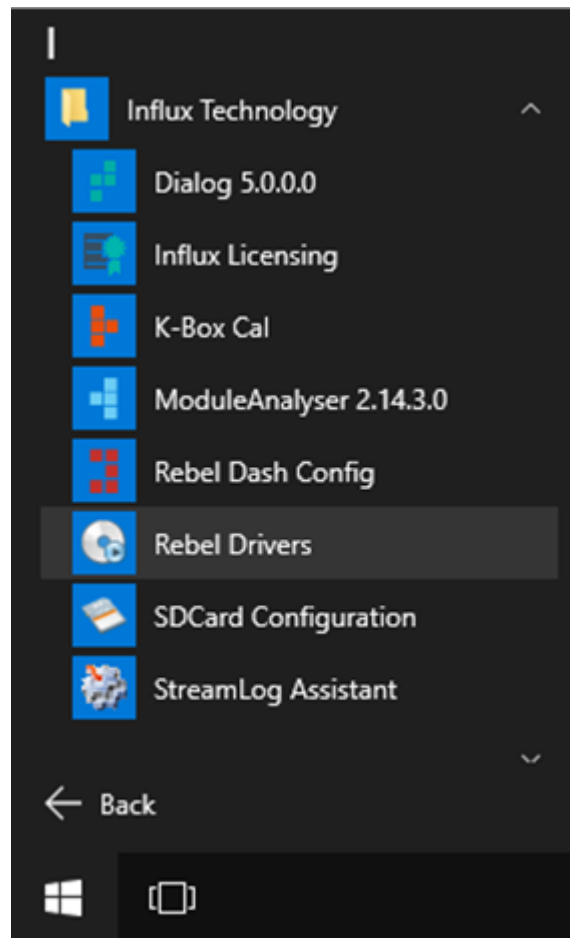 I
Influx Technology
Dialog 5.0.0.0
Influx Licensing
K-Box Cal
ModuleAnalyser 2.14.3.0
Rebel Dash Config
Rebel Drivers
SDCard Configuration
StreamLog Assistant
Back